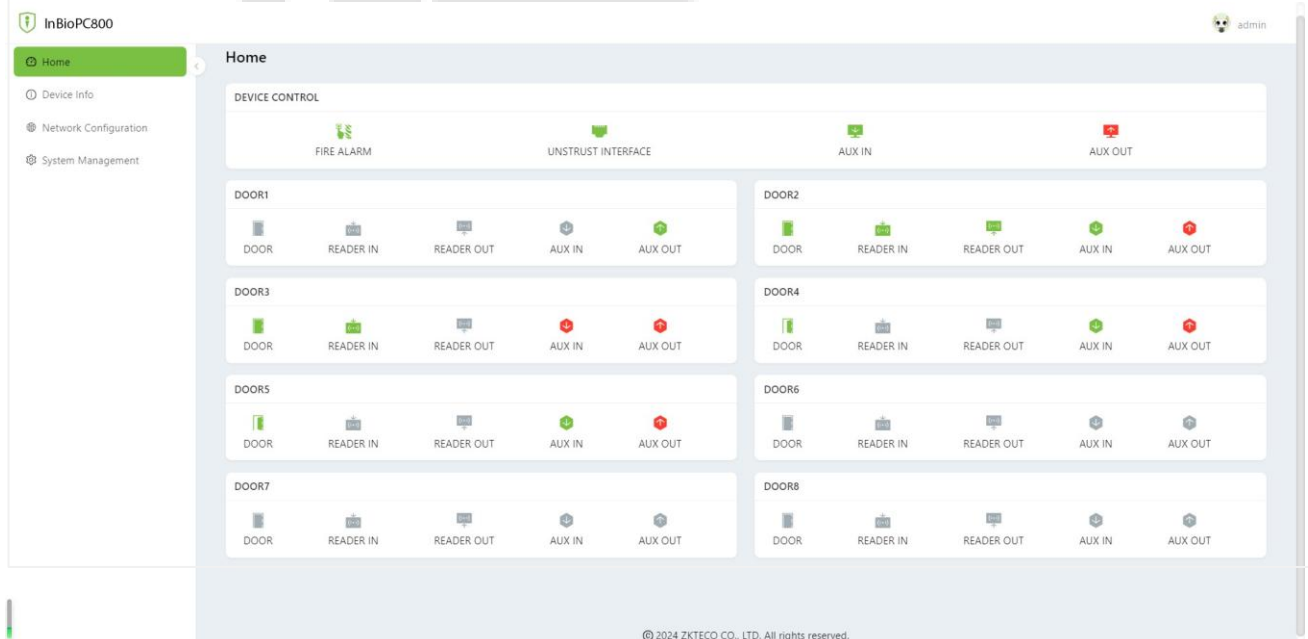 InBioPC800
admin
Home
Device Info
Network Configuration
System Management
Home
DEVICE CONTROL
FIRE ALARM UNSTRUST INTERFACE AUX IN AUX OUT
DOOR1
DOOR READER IN READER OUT AUX IN AUX OUT
DOOR2
DOOR READER IN READER OUT AUX IN AUX OUT
DOOR3
DOOR READER IN READER OUT AUX IN AUX OUT
DOOR4
DOOR READER IN READER OUT AUX IN AUX OUT
DOOR5
DOOR READER IN READER OUT AUX IN AUX OUT
DOOR6
DOOR READER IN READER OUT AUX IN AUX OUT
DOOR7
DOOR READER IN READER OUT AUX IN AUX OUT
DOOR8
DOOR READER IN READER OUT AUX IN AUX OUT
© 2024 ZKTECO CO., LTD. All rights reserved.